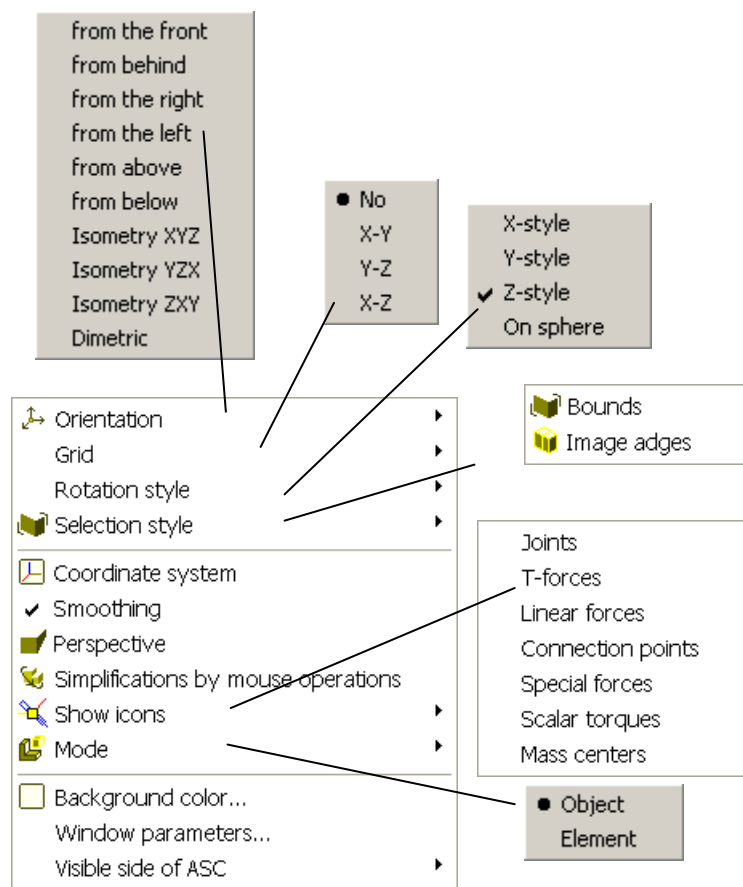 from the front
from behind
from the right
from the left
from above
from below
Isometry XYZ
Isometry YZX
Isometry ZXY
Dimetric
No
X-Y
Y-Z
X-Z
X-style
Y-style
Z-style
On sphere
Orientation
Grid
Rotation style
Selection style
Coordinate system
Smoothing
Perspective
Simplifications by mouse operations
Show icons
Mode
Background color...
Window parameters...
Visible side of ASC
Bounds
Image adges
Joints
T-forces
Linear forces
Connection points
Special forces
Scalar torques
Mass centers
Object
Element